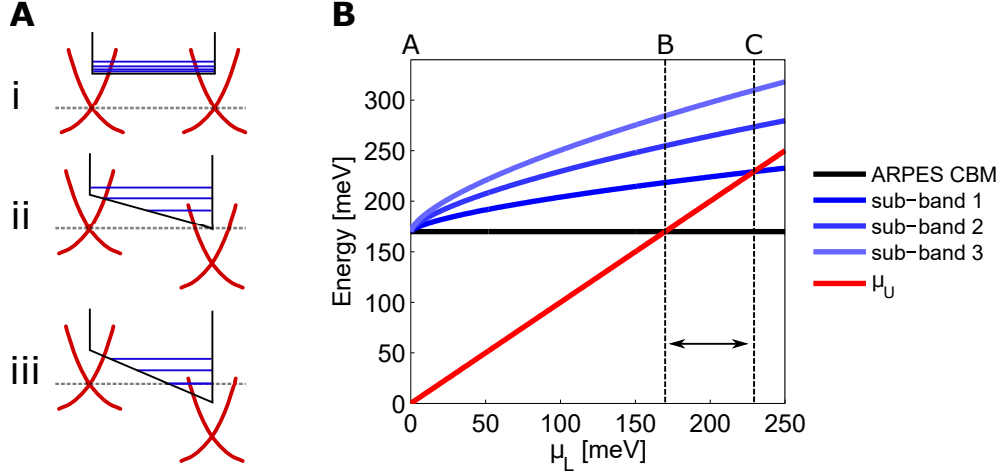 A
i
ii
iii
B
A B C
Energy [meV]
300
250
200
150
100
50
0
0 50 100 150 200 250
μL [meV]
ARPES CBM
sub-band 1
sub-band 2
sub-band 3
μU